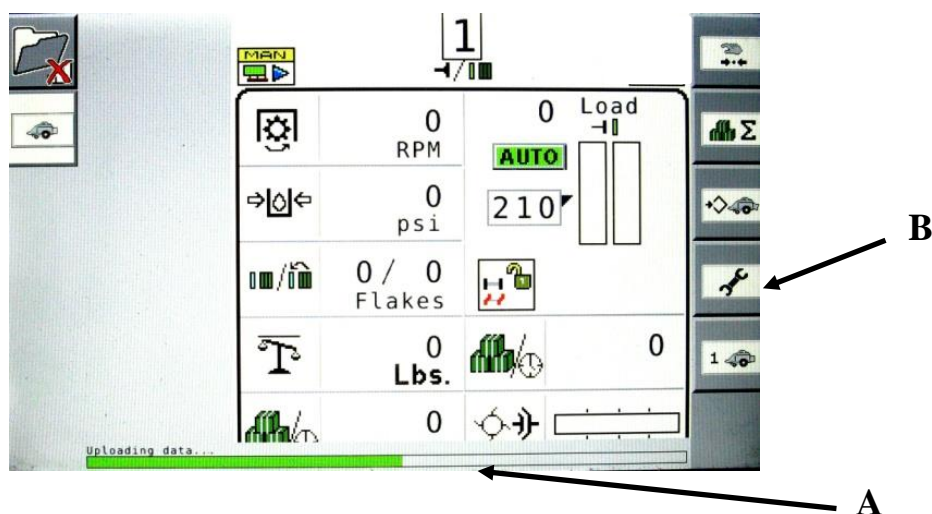 1
MAN
0
RPM
0
Load
AUTO
Σ
0
psi
210
B
0 / 0
Flakes
0
Lbs.
0
1
0
Uploading data...
A